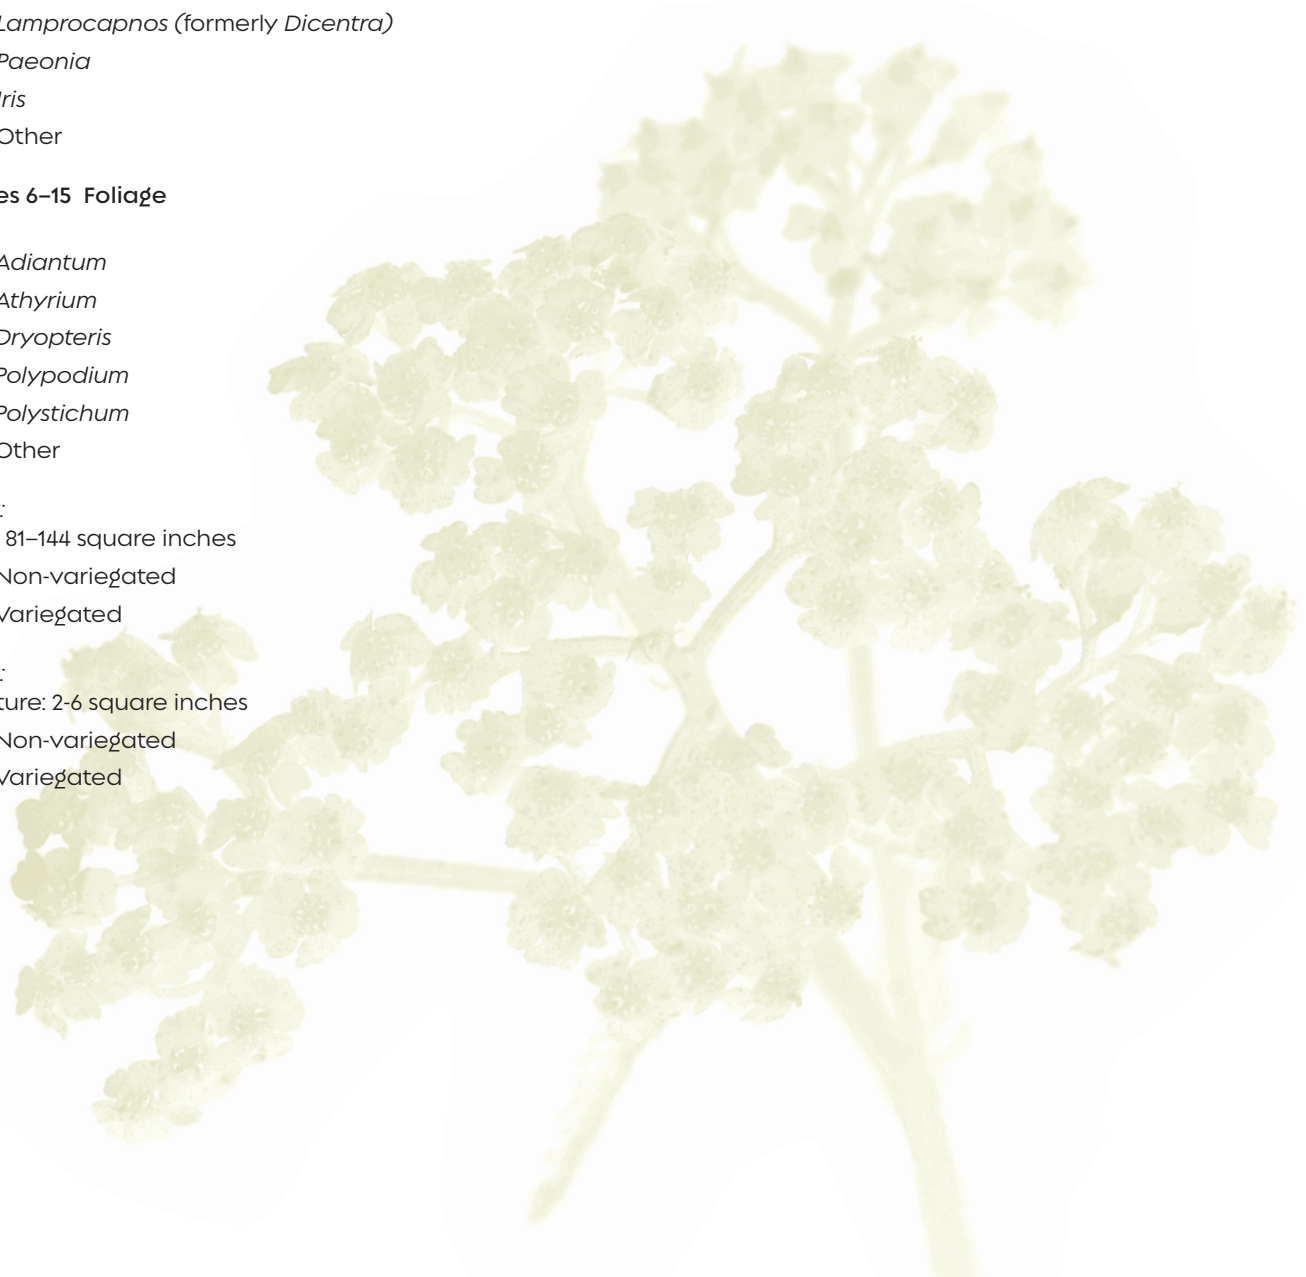 Lamprocapnos (formerly Dicentra)
Paeonia
Iris
Other
es 6–15 Foliage
Adiantum
Athyrium
Dryopteris
Polypodium
Polystichum
Other
:
81–144 square inches
Non-variegated
Variegated
:
ture: 2-6 square inches
Non-variegated
Variegated